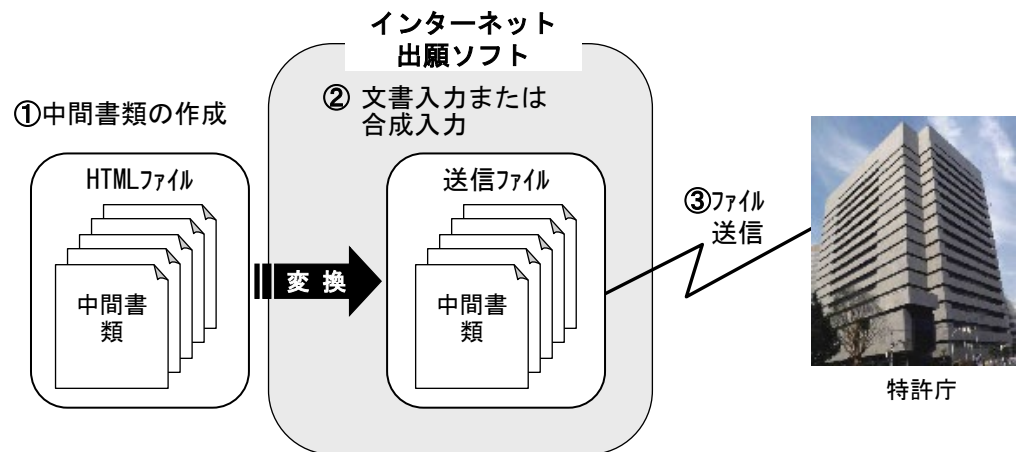 インターネット
出願ソフト
①中間書類の作成
② 文書入力または
合成入力
HTMLファイル
中間書
類
変 換
送信ファイル
中間書
類
③ファイル
送信
特許庁